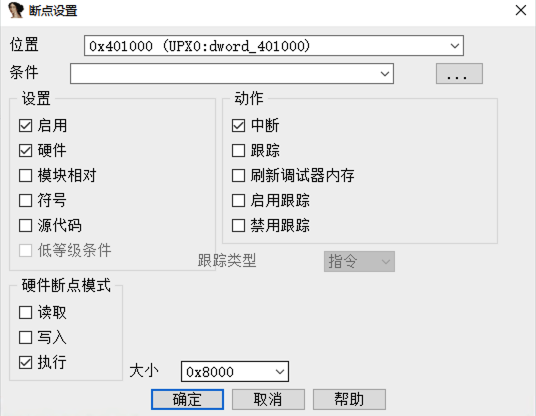 断点设置
位置 0x401000 (UPX0:dword_401000)
条件 ...
设置
启用
硬件
模块相对
符号
源代码
低等级条件
动作
中断
跟踪
刷新调试器内存
启用跟踪
禁用跟踪
跟踪类型 指令
硬件断点模式
读取
写入
执行
大小 0x8000
确定 取消 帮助